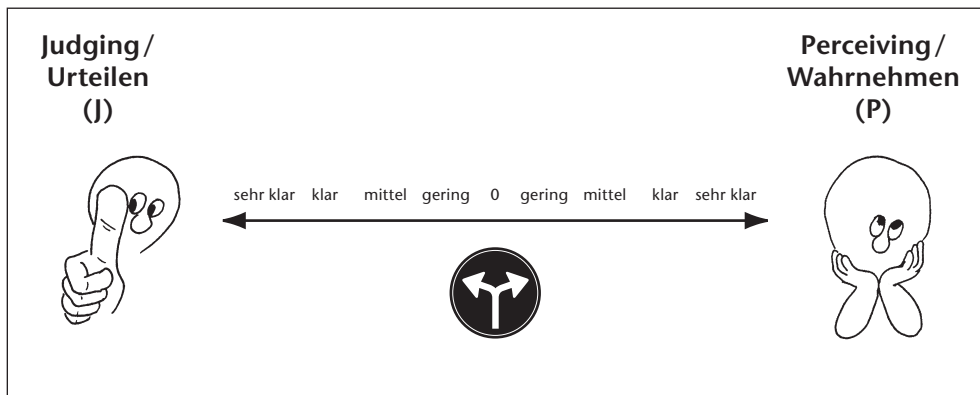 Judging /
Urteilen
(J)
Perceiving /
Wahrnehmen
(P)
sehr klar klar mittel gering 0 gering mittel klar sehr klar